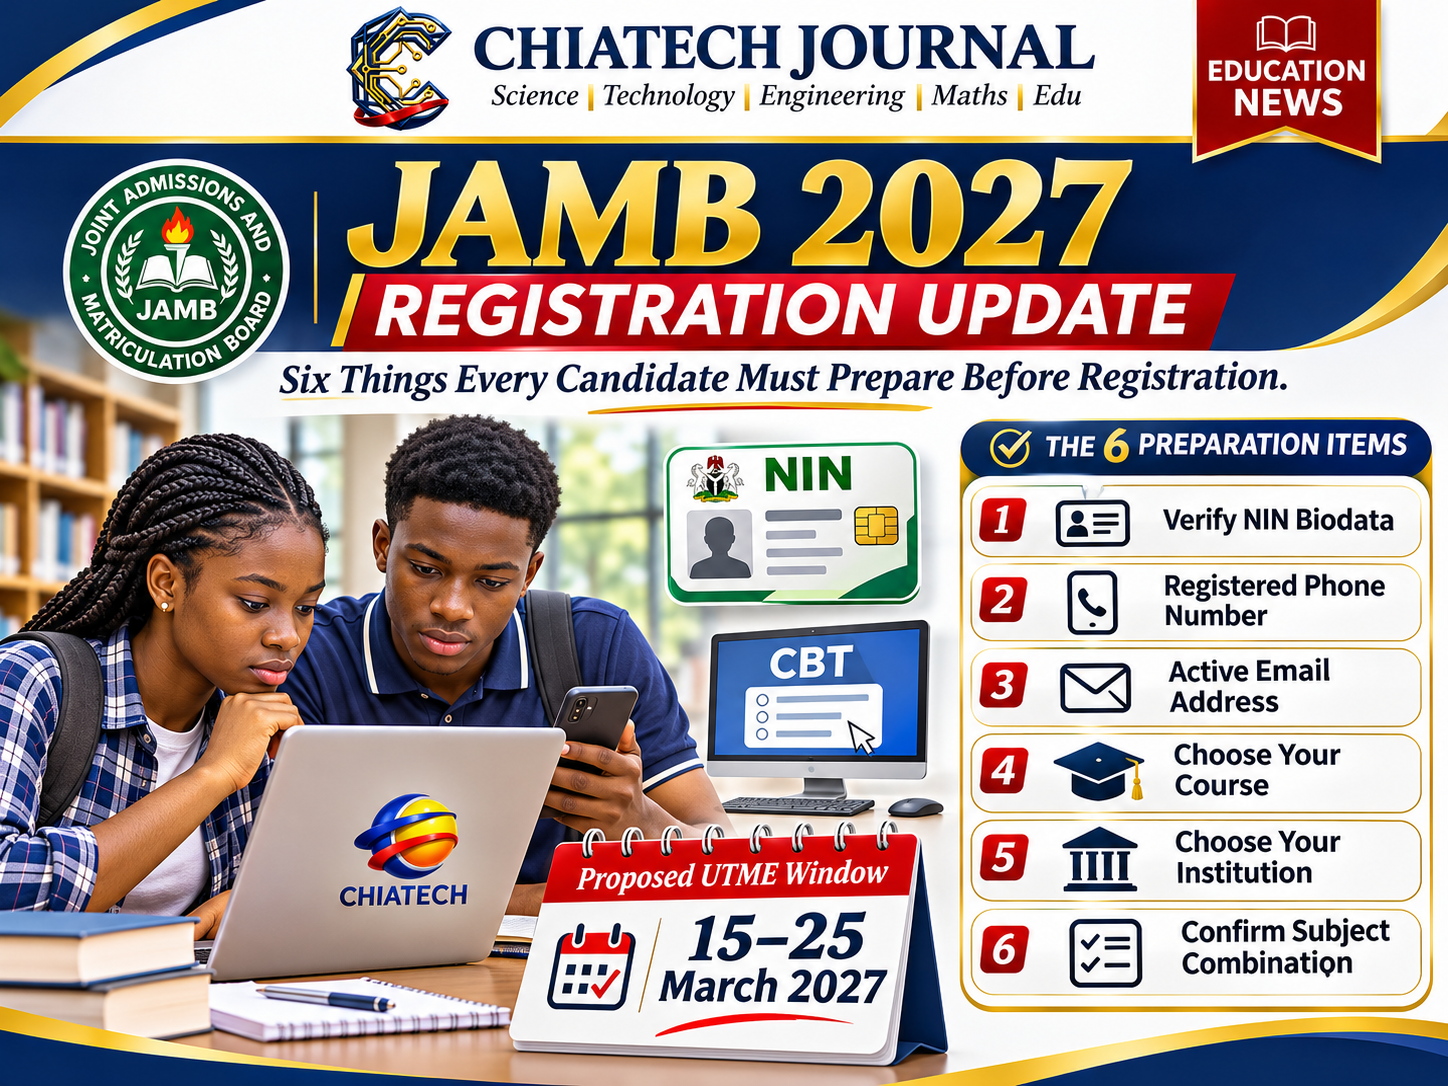 CHIATECH JOURNAL
Science | Technology | Engineering | Maths | Edu
EDUCATION
NEWS
JOINT ADMISSIONS AND
MATRICULATION BOARD
JAMB
JAMB 2027
REGISTRATION UPDATE
Six Things Every Candidate Must Prepare Before Registration.
NIN
CBT
CHIATECH
Proposed UTME Window
15–25
March 2027
THE 6 PREPARATION ITEMS
1 Verify NIN Biodata
2 Registered Phone
Number
3 Active Email
Address
4 Choose Your
Course
5 Choose Your
Institution
6 Confirm Subject
Combination